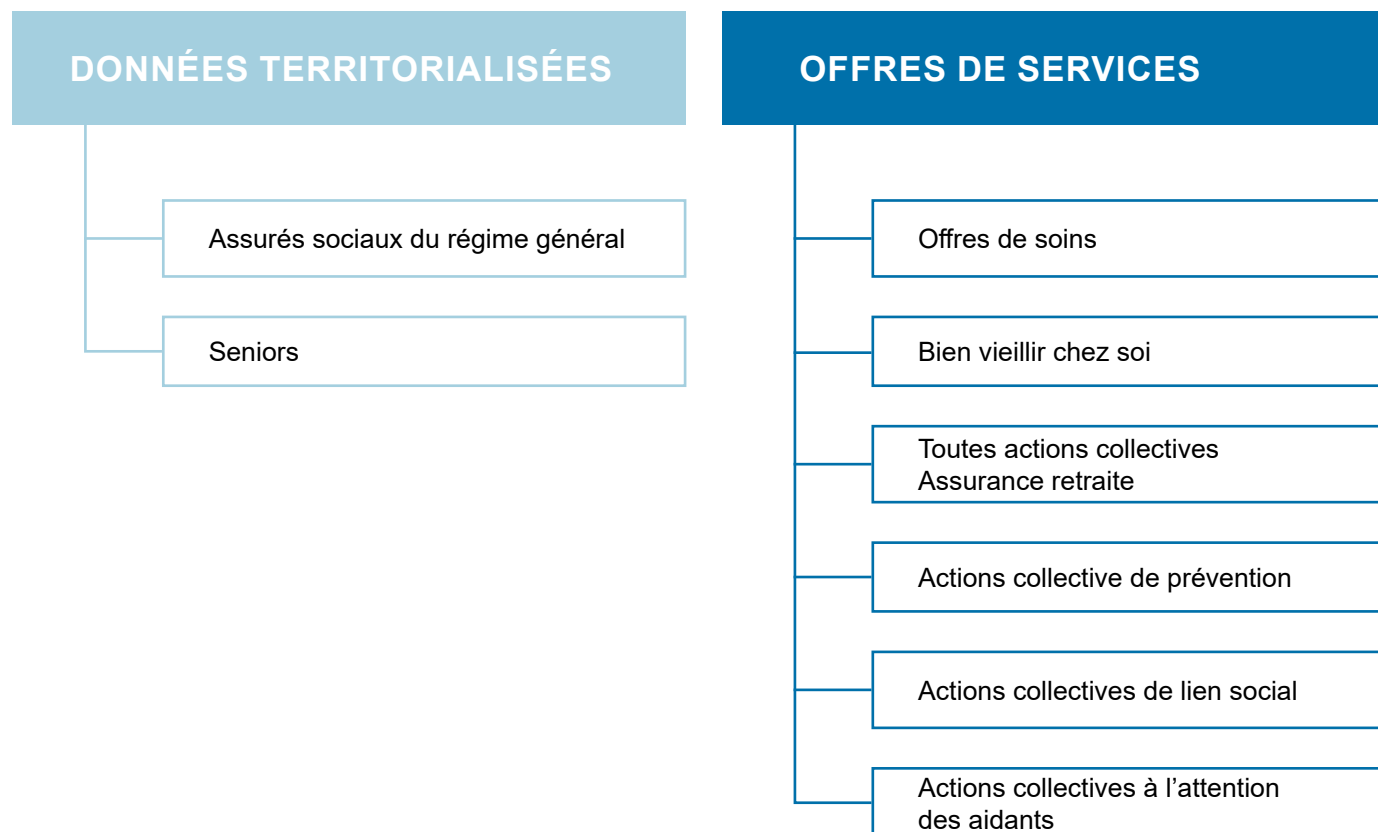 DONNÉES TERRITORIALISÉES
Assurés sociaux du régime général
Seniors
OFFRES DE SERVICES
Offres de soins
Bien vieillir chez soi
Toutes actions collectives
Assurance retraite
Actions collective de prévention
Actions collectives de lien social
Actions collectives à l’attention
des aidants